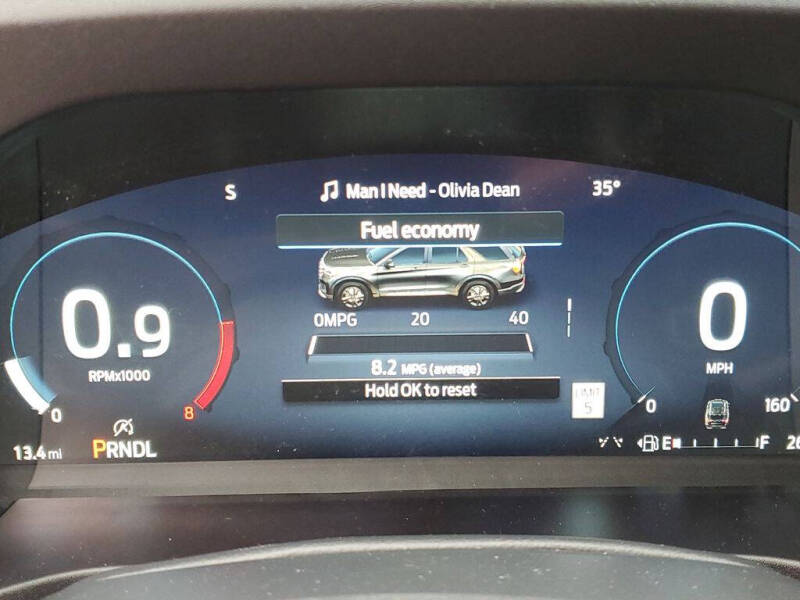 S
Man I Need - Olivia Dean
35°
Fuel economy
0MPG 20 40
8.2 MPG (average)
Hold OK to reset
0.9
RPMx1000
0
8
0
MPH
0
160
LIMIT
5
13.4 mi
PRNDL
E F
26